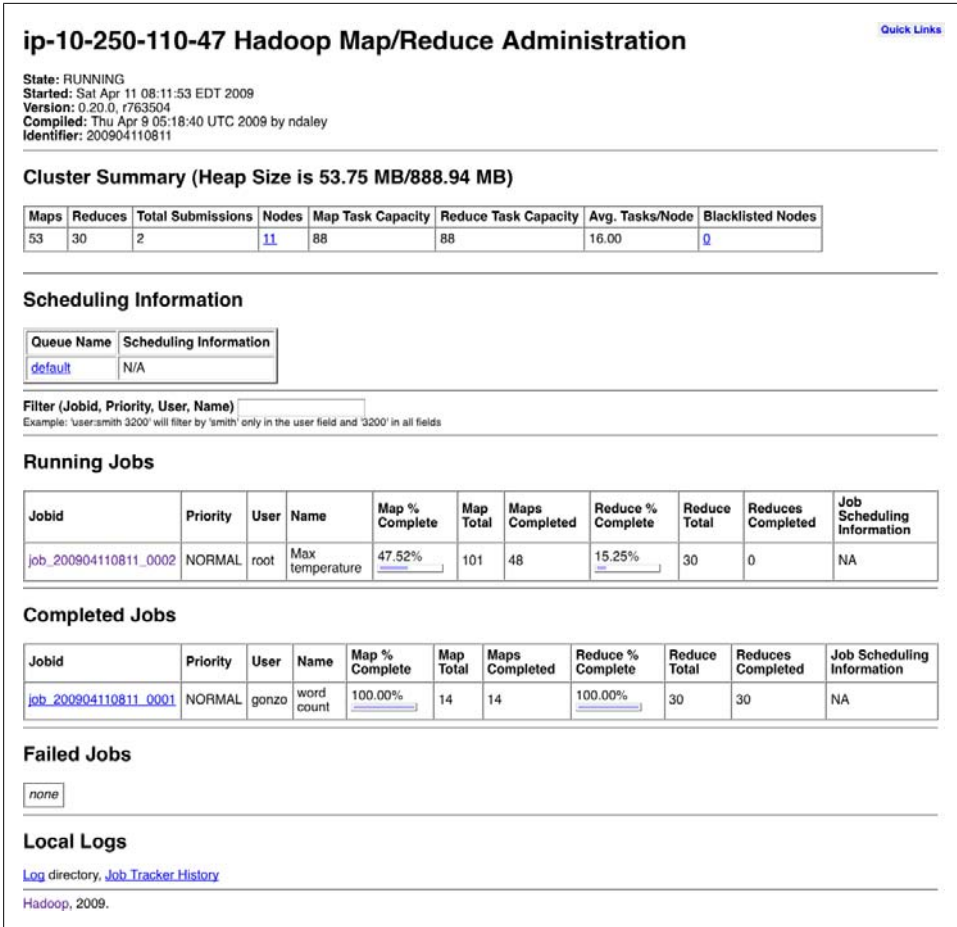 ip-10-250-110-47 Hadoop Map/Reduce Administration
Quick Links
State: RUNNING
Started: Sat Apr 11 08:11:53 EDT 2009
Version: 0.20.0, r763504
Compiled: Thu Apr 9 05:18:40 UTC 2009 by ndaley
Identifier: 200904110811
Cluster Summary (Heap Size is 53.75 MB/888.94 MB)
Maps Reduces Total Submissions Nodes Map Task Capacity Reduce Task Capacity Avg. Tasks/Node Blacklisted Nodes
53 30 2 11 88 88 16.00 0
Scheduling Information
Queue Name Scheduling Information
default N/A
Filter (Jobid, Priority, User, Name)
Example: 'user:smith 3200' will filter by 'smith' only in the user field and '3200' in all fields
Running Jobs
Jobid Priority User Name Map % Complete Map Total Maps Completed Reduce % Complete Reduce Total Reduces Completed Job Scheduling Information
job_200904110811_0002 NORMAL root Max temperature 47.52% 101 48 15.25% 30 0 NA
Completed Jobs
Jobid Priority User Name Map % Complete Map Total Maps Completed Reduce % Complete Reduce Total Reduces Completed Job Scheduling Information
job_200904110811_0001 NORMAL gonzo word count 100.00% 14 14 100.00% 30 30 NA
Failed Jobs
none
Local Logs
Log directory, Job Tracker History
Hadoop, 2009.